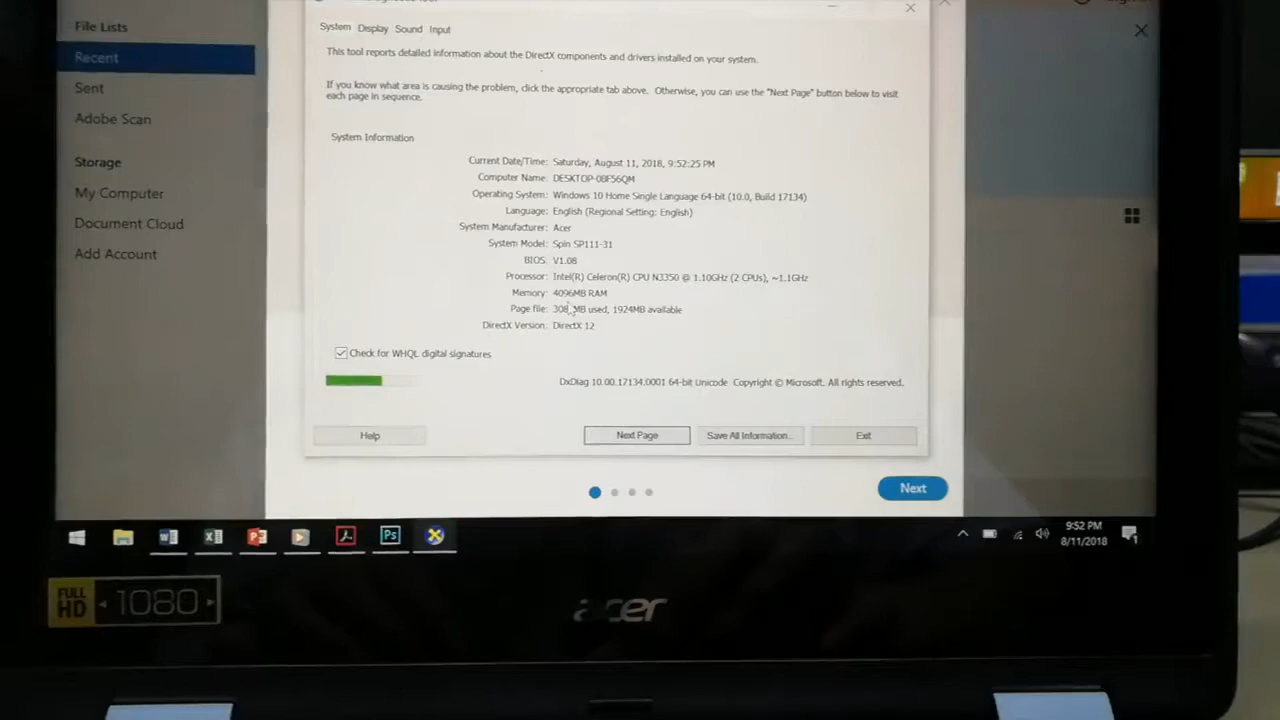 File Lists
Recent
Sent
Adobe Scan
Storage
My Computer
Document Cloud
Add Account
System Display Sound Input
This tool reports detailed information about the DirectX components and drivers installed on your system.
If you know what area is causing the problem, click the appropriate tab above. Otherwise, you can use the "Next Page" button below to visit
each page in sequence.
System Information
Current Date/Time: Saturday, August 11, 2018, 9:52:25 PM
Computer Name:
Operating System: Windows 10 Home Single Language 64-bit (10.0, Build 17134)
Language: English (Regional Setting: English)
System Manufacturer: Acer
System Model: Spin SP111-31
BIOS: V1.08
Processor: Intel(R) Celeron(R) CPU N3350 @ 1.10GHz (2 CPUs), ~1.1GHz
Memory: 4096MB RAM
Page file: MB used, 1924MB available
DirectX Version: DirectX 12
Check for WHQL digital signatures
DxDiag 10.00.17134.0001 64-bit Unicode Copyright © Microsoft. All rights reserved.
Help
Next Page
Save All Information...
Exit
Next
9:52 PM
8/11/2018
FULL HD 1080
acer